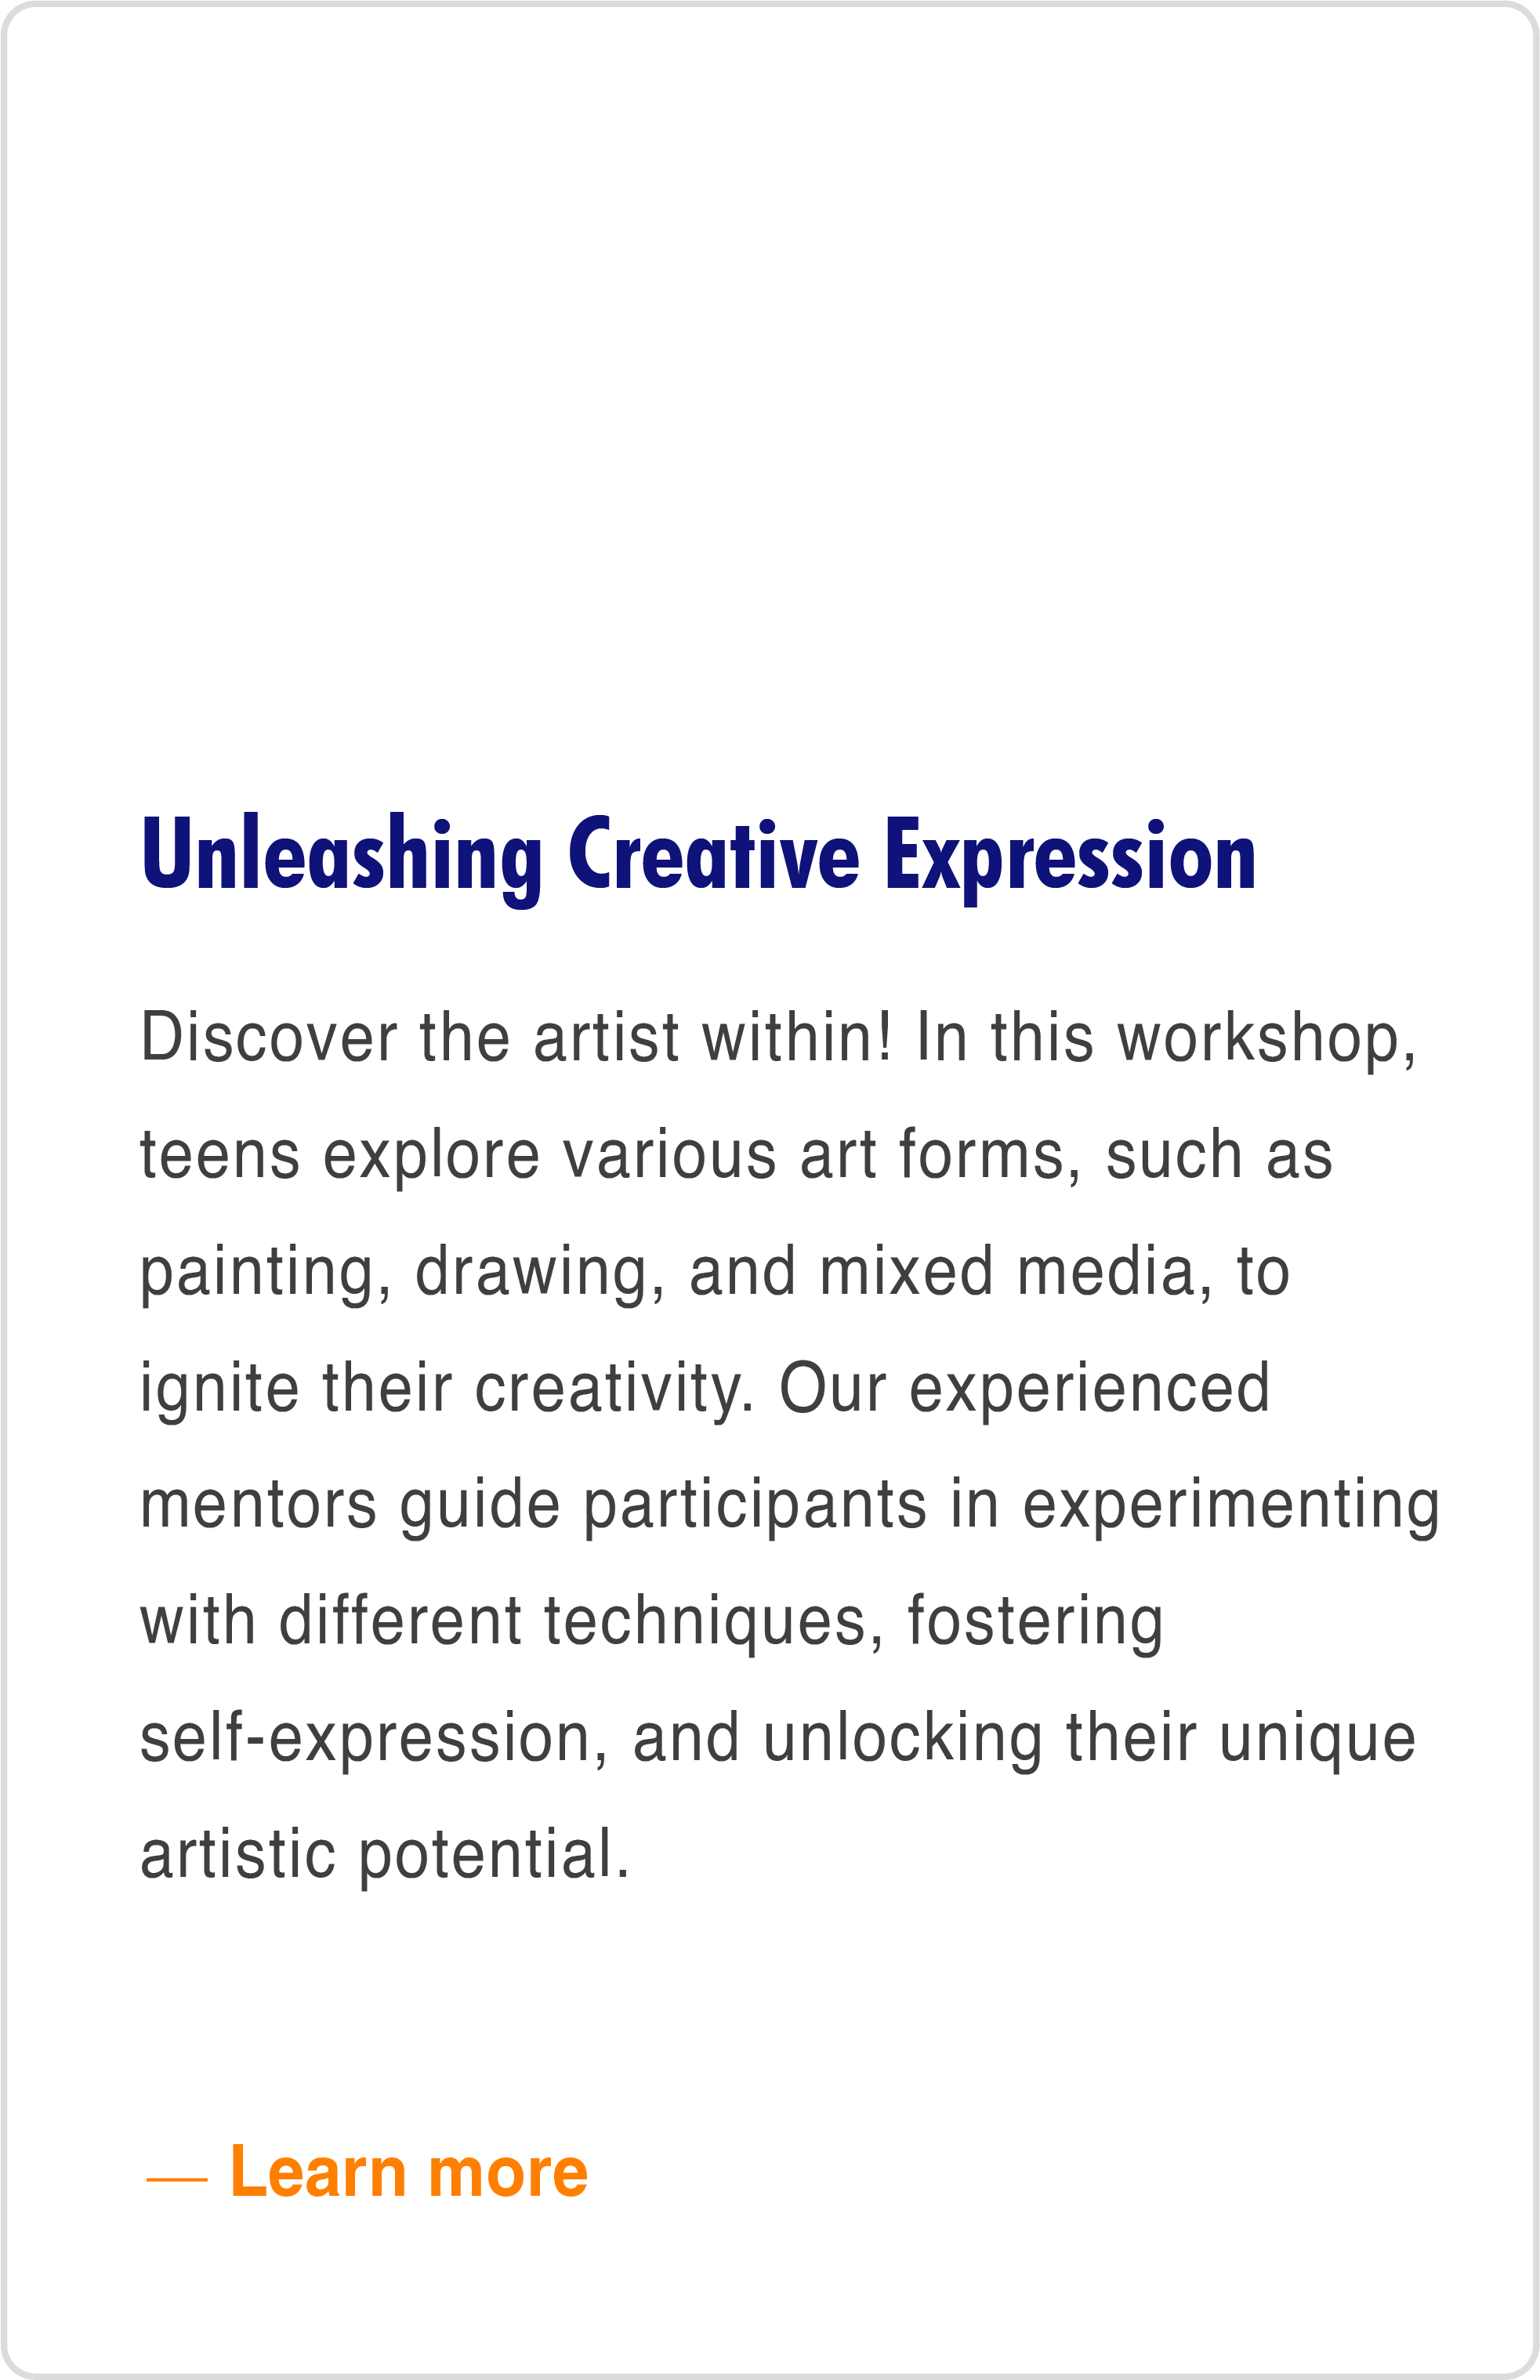 Unleashing Creative Expression
Discover the artist within! In this workshop,
teens explore various art forms, such as
painting, drawing, and mixed media, to
ignite their creativity. Our experienced
mentors guide participants in experimenting
with different techniques, fostering
self-expression, and unlocking their unique
artistic potential.
— Learn more